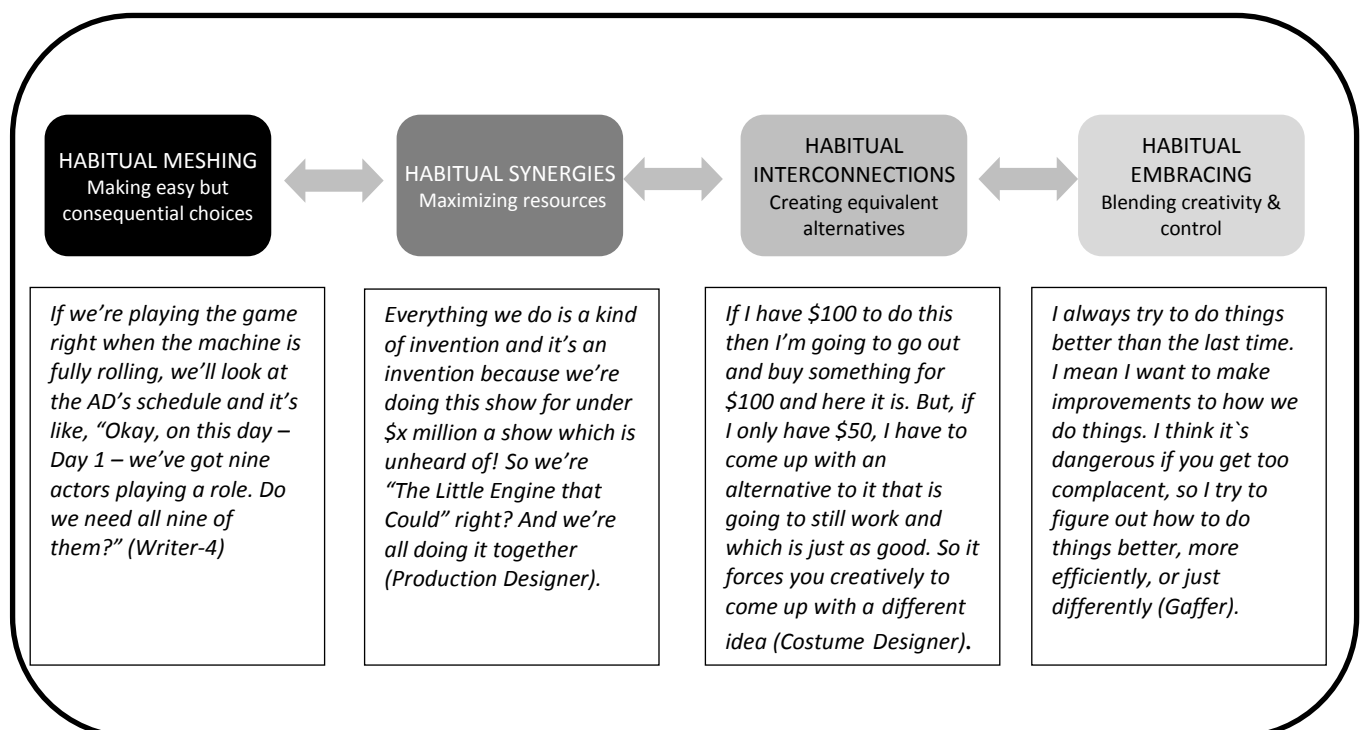 HABITUAL MESHING
Making easy but
consequential choices
HABITUAL SYNERGIES
Maximizing resources
HABITUAL
INTERCONNECTIONS
Creating equivalent
alternatives
HABITUAL
EMBRACING
Blending creativity &
control
If we’re playing the game
right when the machine is
fully rolling, we’ll look at
the AD’s schedule and it’s
like, “Okay, on this day –
Day 1 – we’ve got nine
actors playing a role. Do
we need all nine of
them?” (Writer-4)
Everything we do is a kind
of invention and it’s an
invention because we’re
doing this show for under
$x million a show which is
unheard of! So we’re
“The Little Engine that
Could” right? And we’re
all doing it together
(Production Designer).
If I have $100 to do this
then I’m going to go out
and buy something for
$100 and here it is. But, if
I only have $50, I have to
come up with an
alternative to it that is
going to still work and
which is just as good. So it
forces you creatively to
come up with a different
idea (Costume Designer).
I always try to do things
better than the last time.
I mean I want to make
improvements to how we
do things. I think it`s
dangerous if you get too
complacent, so I try to
figure out how to do
things better, more
efficiently, or just
differently (Gaffer).